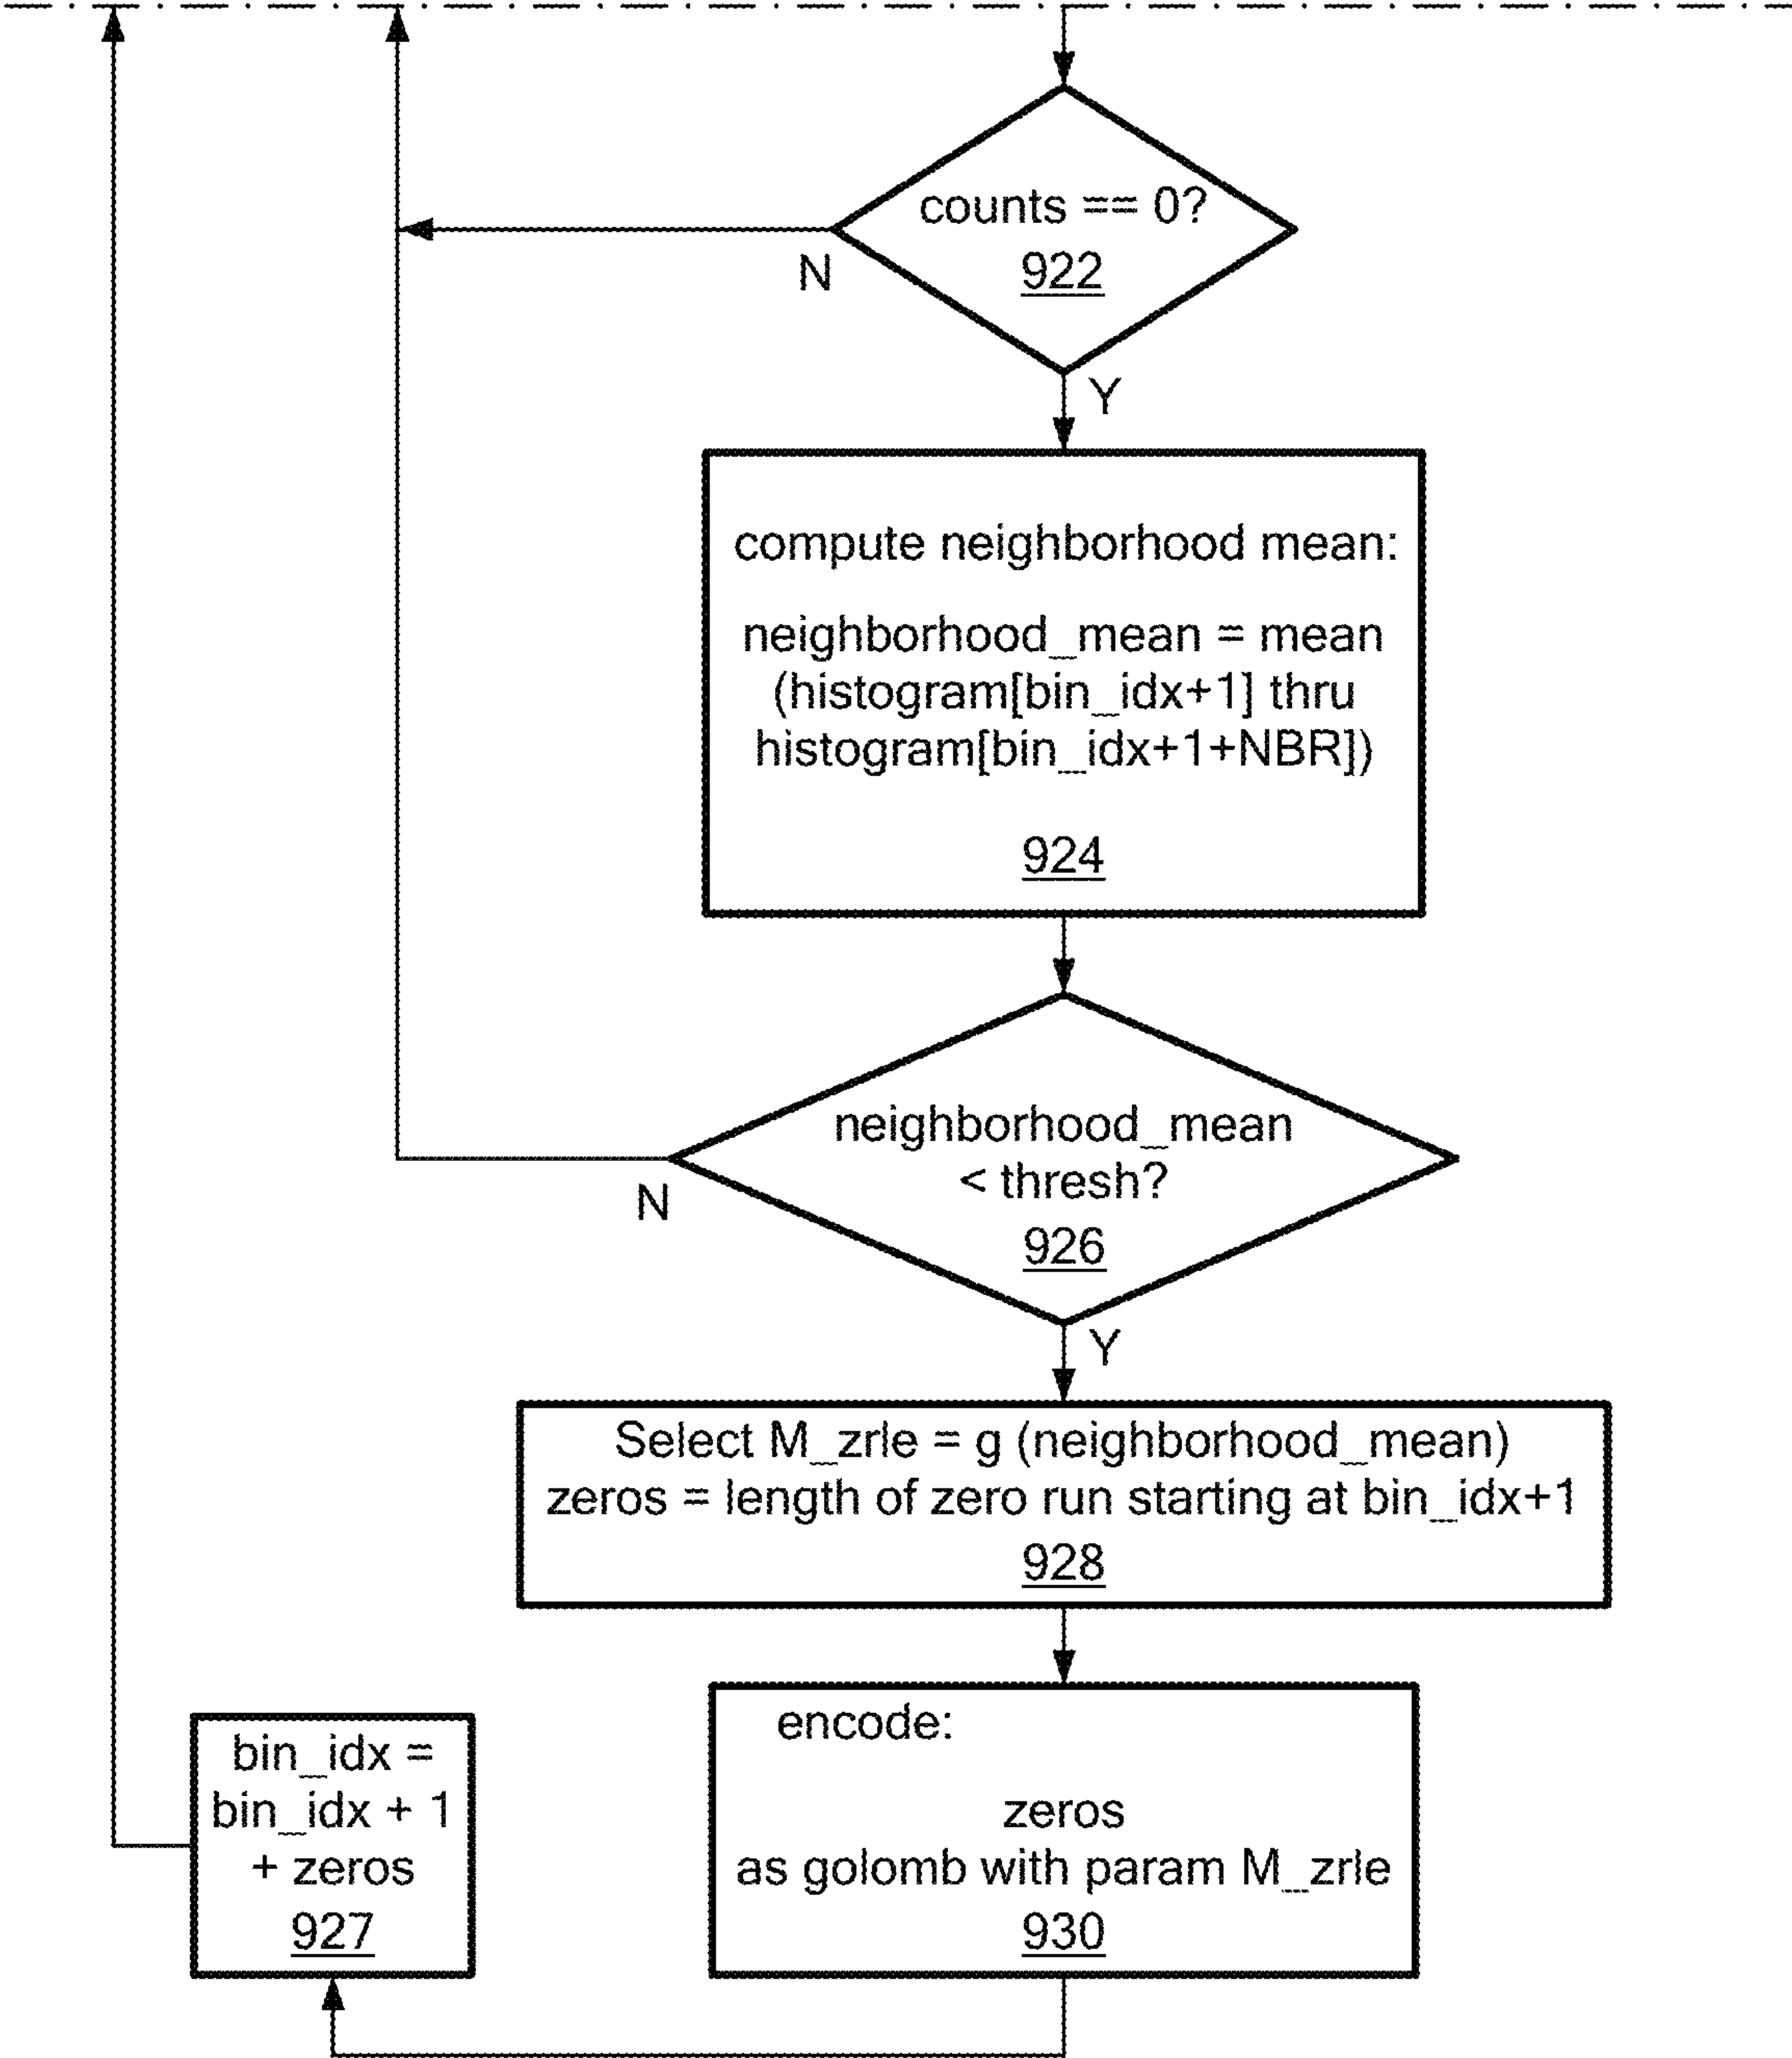 counts == 0?
922
N
Y
compute neighborhood mean:
neighborhood_mean = mean
(histogram[bin_idx+1] thru
histogram[bin_idx+1+NBR])
924
neighborhood_mean
< thresh?
926
N
Y
Select M_zrle = g (neighborhood_mean)
zeros = length of zero run starting at bin_idx+1
928
encode:
zeros
as golomb with param M_zrle
930
bin_idx =
bin_idx + 1
+ zeros
927